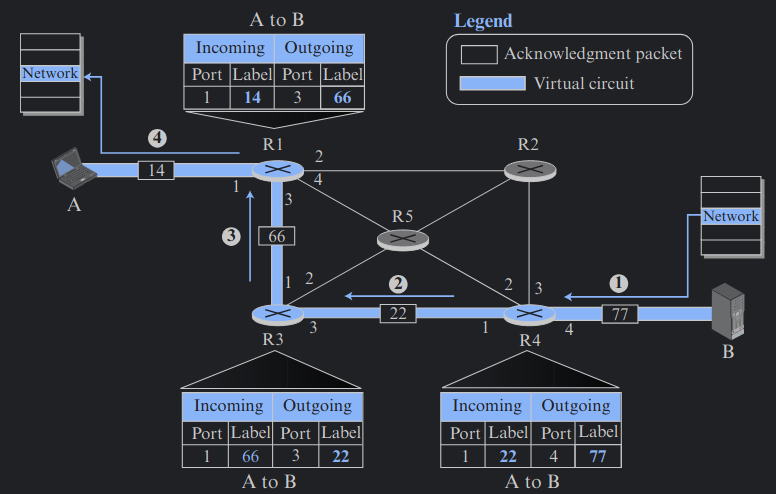 A to B
Incoming Outgoing
Port Label Port Label
1 14 3 66
Legend
Acknowledgment packet
Virtual circuit
Network
4
R1
2
R2
14
1
4
A
3
R5
Network
3
66
1
2
2
2
3
1
22
77
R3
3
1
R4
4
B
Incoming Outgoing
Port Label Port Label
1 66 3 22
A to B
Incoming Outgoing
Port Label Port Label
1 22 4 77
A to B